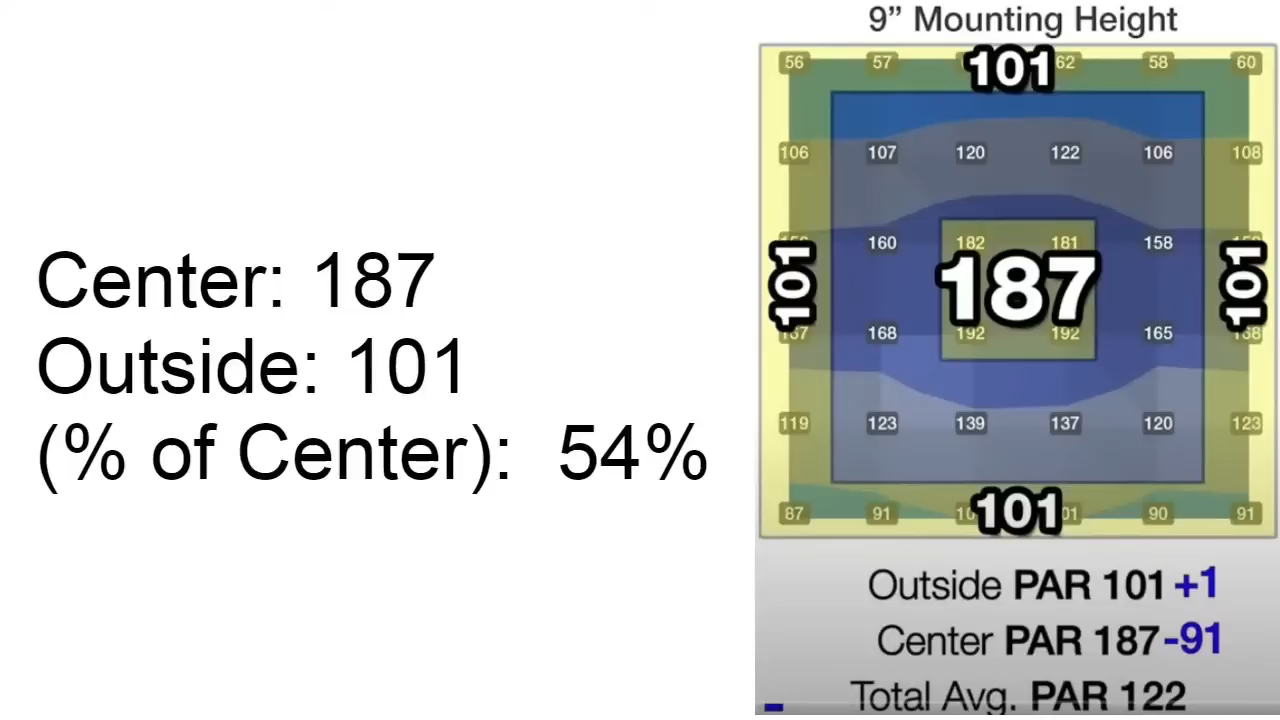 9” Mounting Height
56 57 62 58 60
101
106 107 120 122 106 108
160 182 181 158
101 187 101
168 192 192 165
119 123 139 137 120 123
87 91 90 91
101
Center: 187
Outside: 101
(% of Center): 54%
Outside PAR 101 +1
Center PAR 187 -91
Total Avg. PAR 122